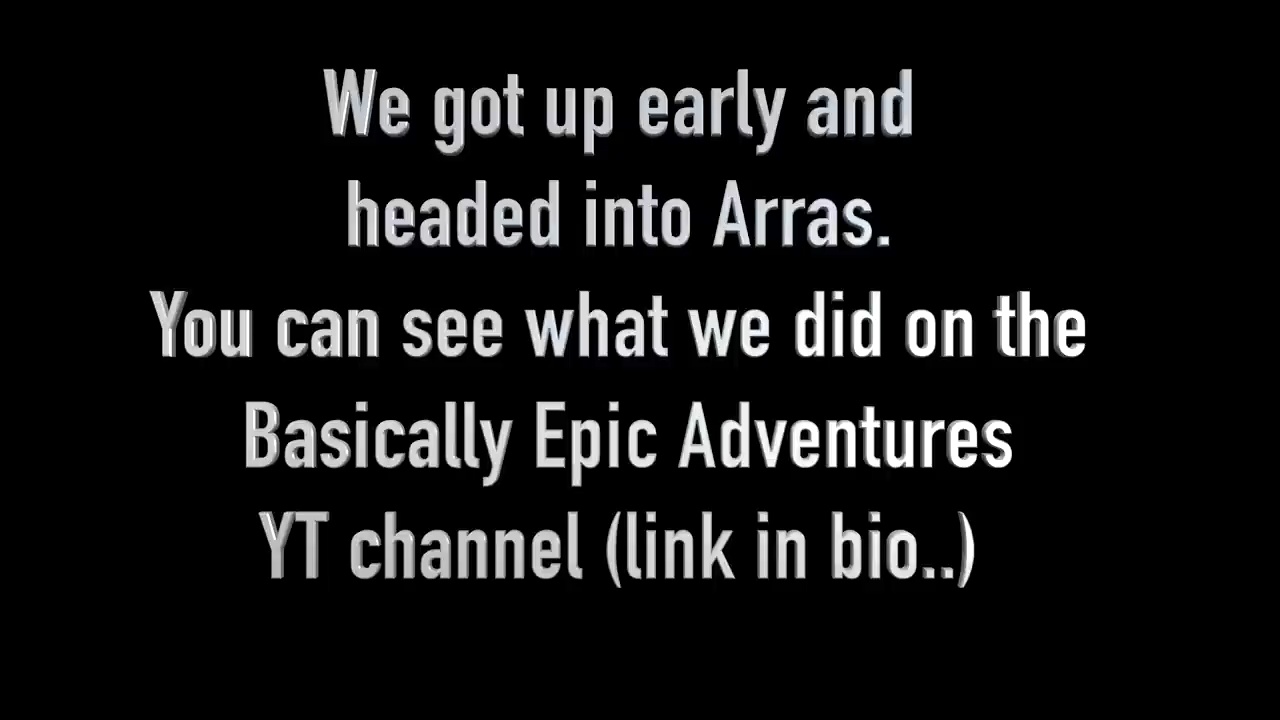 We got up early and
headed into Arras.
You can see what we did on the
Basically Epic Adventures
YT channel (link in bio..)